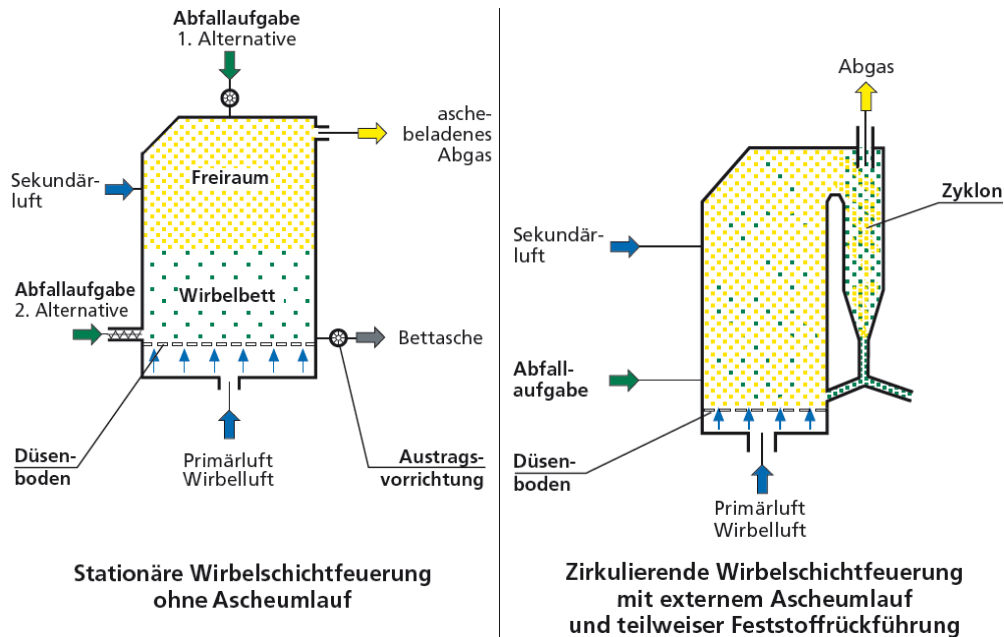 Abfallaufgabe
1. Alternative
asche-
beladenes
Abgas
Freiraum
Sekundär-
luft
Abfallaufgabe
2. Alternative
Wirbelbett
Bettasche
Düsen-
boden
Primärluft
Wirbelluft
Austrags-
vorrichtung
Stationäre Wirbelschichtfeuerung
ohne Ascheumlauf
Abgas
Zyklon
Sekundär-
luft
Abfall-
aufgabe
Düsen-
boden
Primärluft
Wirbelluft
Zirkulierende Wirbelschichtfeuerung
mit externem Ascheumlauf
und teilweiser Feststoffrückführung